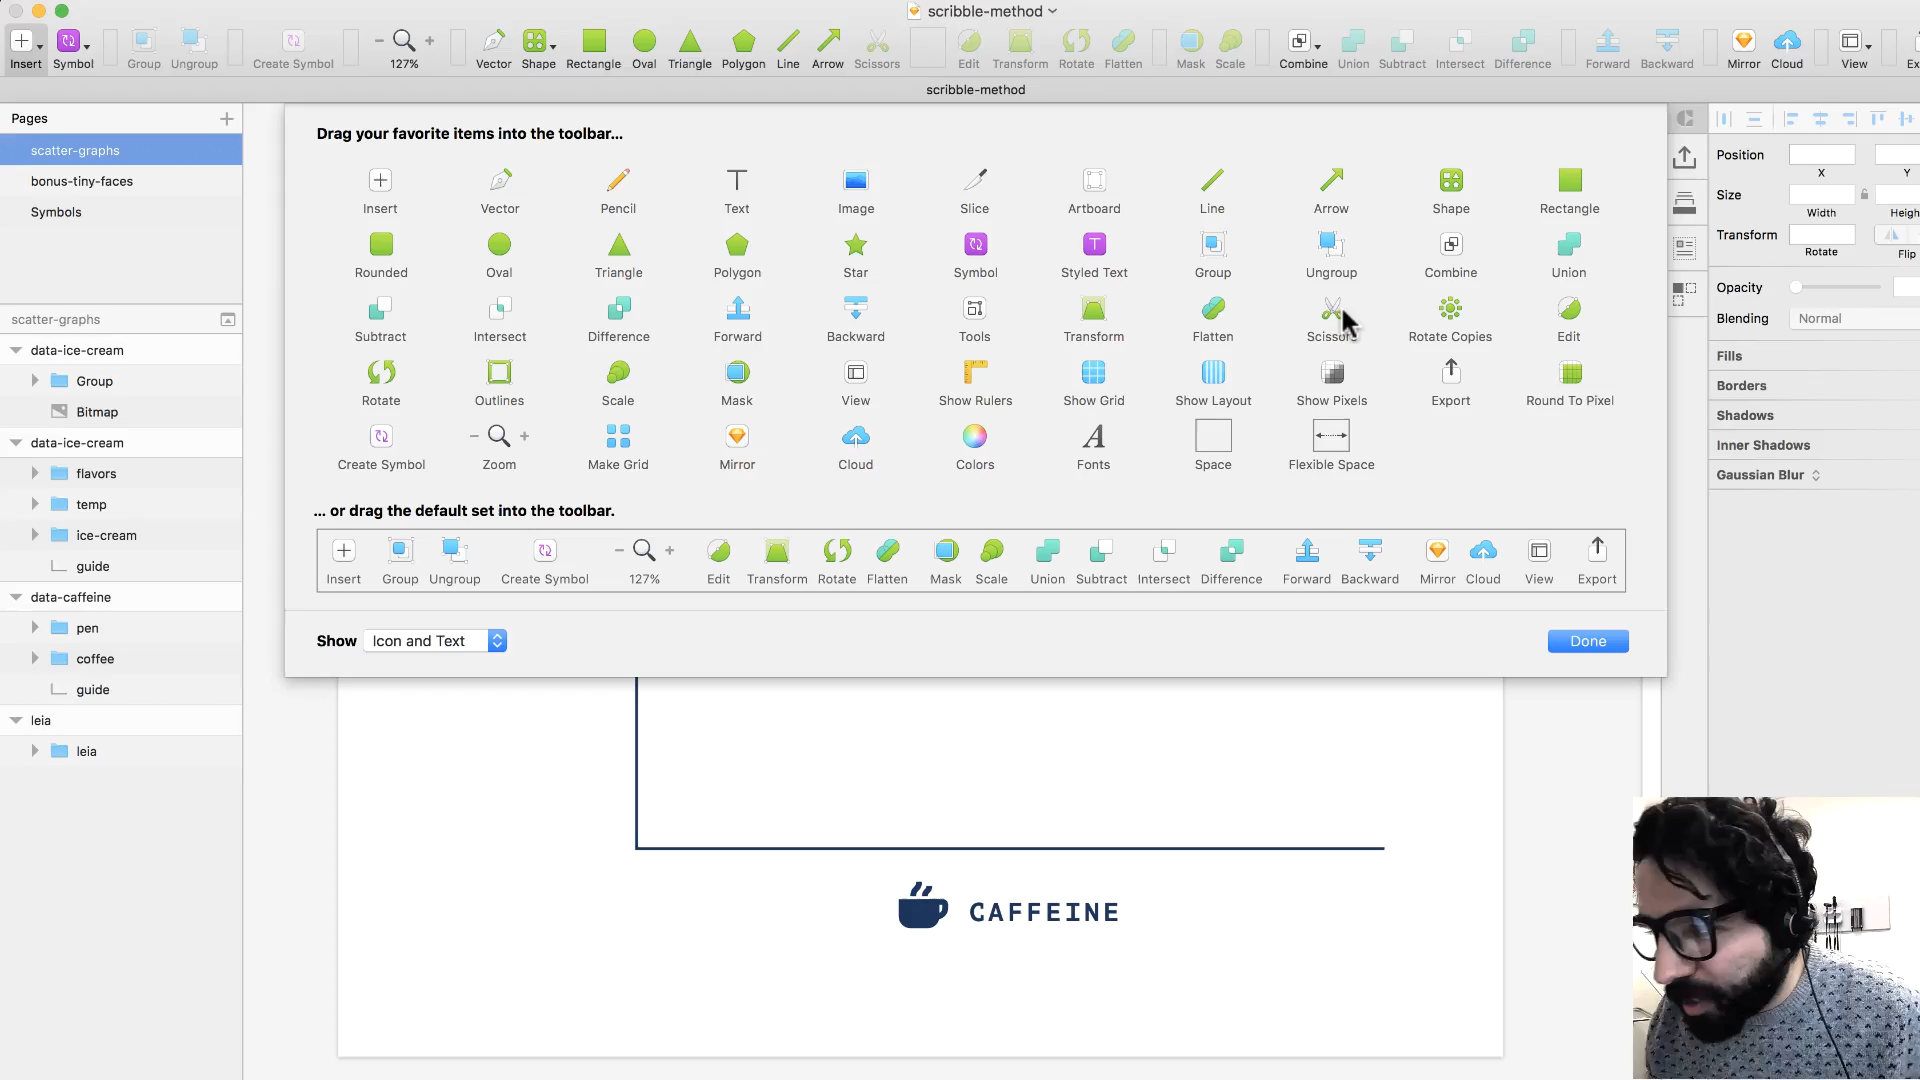 scribble-method
Insert Symbol Group Ungroup Create Symbol 127% Vector Shape Rectangle Oval Triangle Polygon Line Arrow Scissors Edit Transform Rotate Flatten Mask Scale Combine Union Subtract Intersect Difference Forward Backward Mirror Cloud View Ex
scribble-method
Pages
scatter-graphs
bonus-tiny-faces
Symbols
scatter-graphs
data-ice-cream
Group
Bitmap
data-ice-cream
flavors
temp
ice-cream
guide
data-caffeine
pen
coffee
guide
leia
leia
Drag your favorite items into the toolbar...
Insert Vector Pencil Text Image Slice Artboard Line Arrow Shape Rectangle
Rounded Oval Triangle Polygon Star Symbol Styled Text Group Ungroup Combine Union
Subtract Intersect Difference Forward Backward Tools Transform Flatten Scissors Rotate Copies Edit
Rotate Outlines Scale Mask View Show Rulers Show Grid Show Layout Show Pixels Export Round To Pixel
Create Symbol Zoom Make Grid Mirror Cloud Colors Fonts Space Flexible Space
... or drag the default set into the toolbar.
Insert Group Ungroup Create Symbol 127% Edit Transform Rotate Flatten Mask Scale Union Subtract Intersect Difference Forward Backward Mirror Cloud View Export
Show Icon and Text Done
CAFFEINE
Position
X Y
Size
Width Heigh
Transform
Rotate Flip
Opacity
Blending Normal
Fills
Borders
Shadows
Inner Shadows
Gaussian Blur